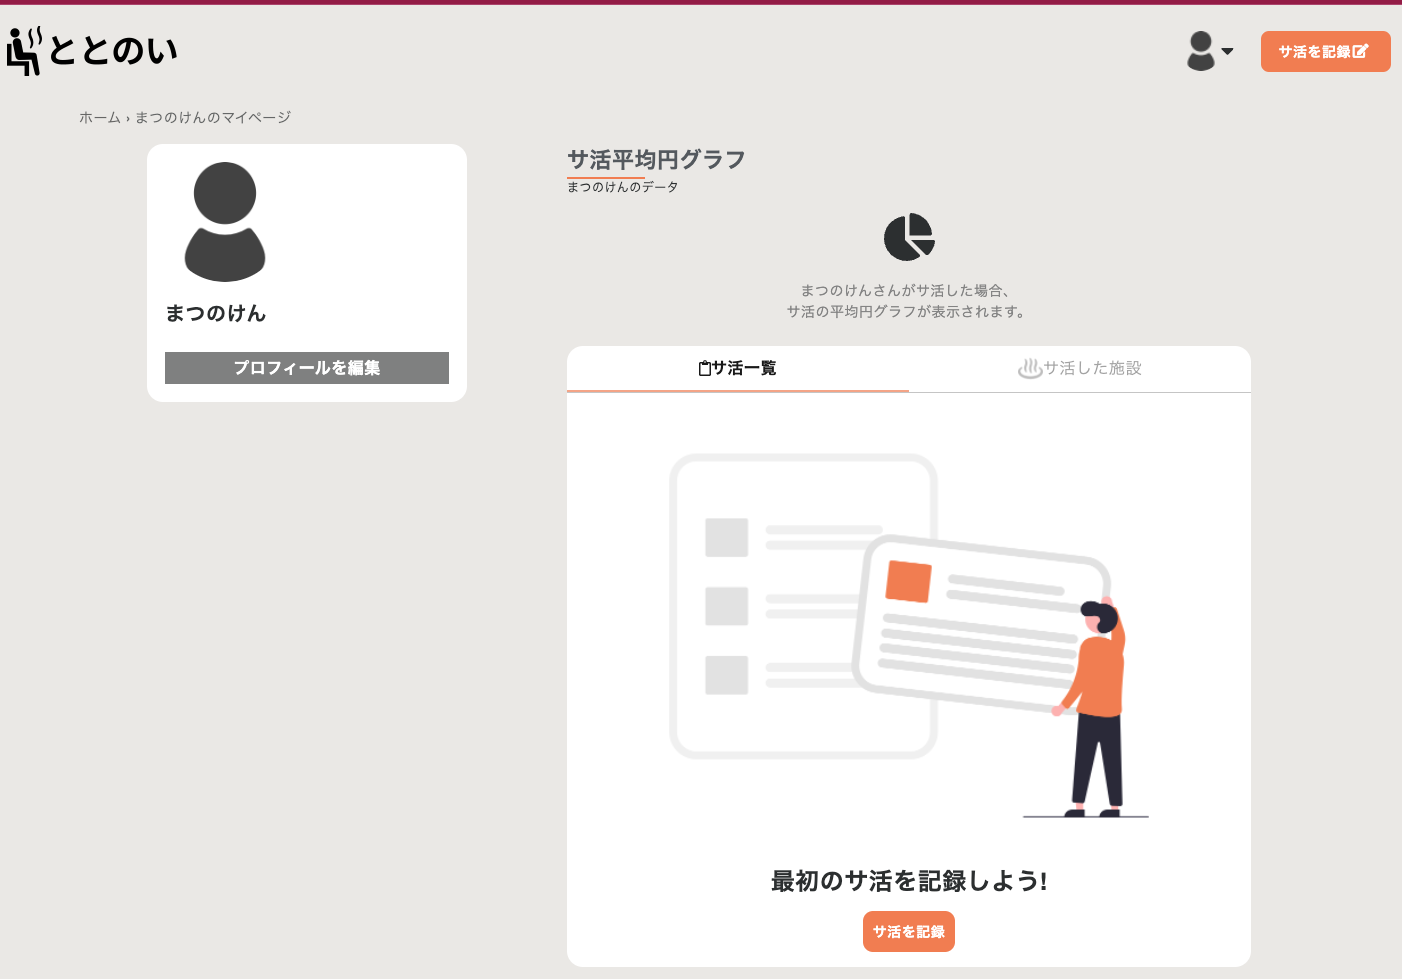 ととのい
サ活を記録
ホーム › まつのけんのマイページ
まつのけん
プロフィールを編集
サ活平均円グラフ
まつのけんのデータ
まつのけんさんがサ活した場合、
サ活の平均円グラフが表示されます。
サ活一覧
サ活した施設
最初のサ活を記録しよう!
サ活を記録